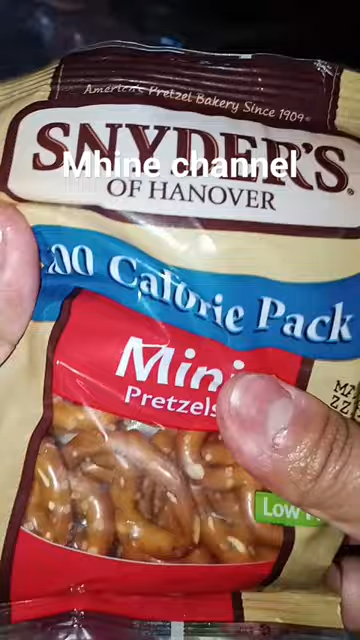 America's Pretzel Bakery Since 1909®
SNYDER'S®
Mhine channel
OF HANOVER
Calorie Pack
Mini
Pretzels
Low